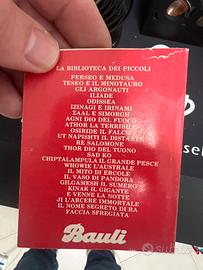 LA BIBLIOTECA DEI PICCOLI
PERSEO E MEDUSA
TESEO E IL MINOTAURO
GLI ARGONAUTI
ILIADE
ODISSEA
IZINAGI E IRINAMI
ZAAL E SIMORGH
AGNI DIO DEL FUOCO
ATHOR LA TERRIBILE
OSIRIDE IL FALCO
UT NAPISHTI IL DISTANTE
RE SALOMONE
THOR DIO DEL TUONO
SAD KO
CHIPTALAMPULA IL GRANDE PESCE
WHOWIE L'AUSTRALE
IL MITO DI ERCOLE
IL VASO DI PANDORA
GILGAMESH IL SUMERO
KINAR IL GIGANTE
E VENNE LA NOTTE
JI L'ARCERE IMMORTALE
IL NOME SEGRETO DI RA
FACCIA SFREGIATA
Bauli
subito.it